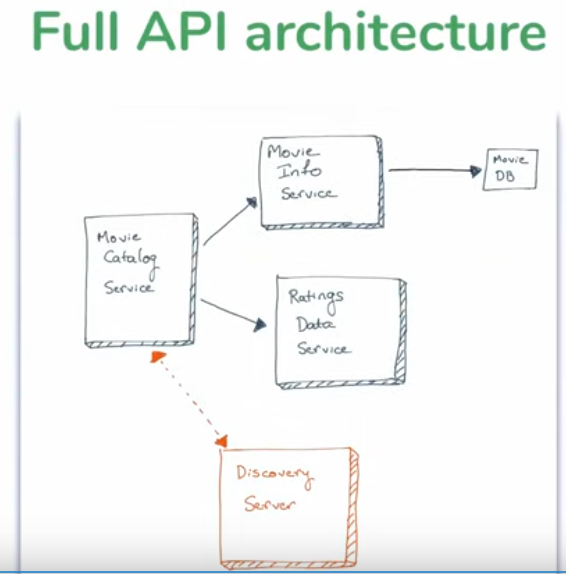 Full API architecture
Movie
Info
Service
Movie
DB
Movie
Catalog
Service
Ratings
Data
Service
Discovery
Server